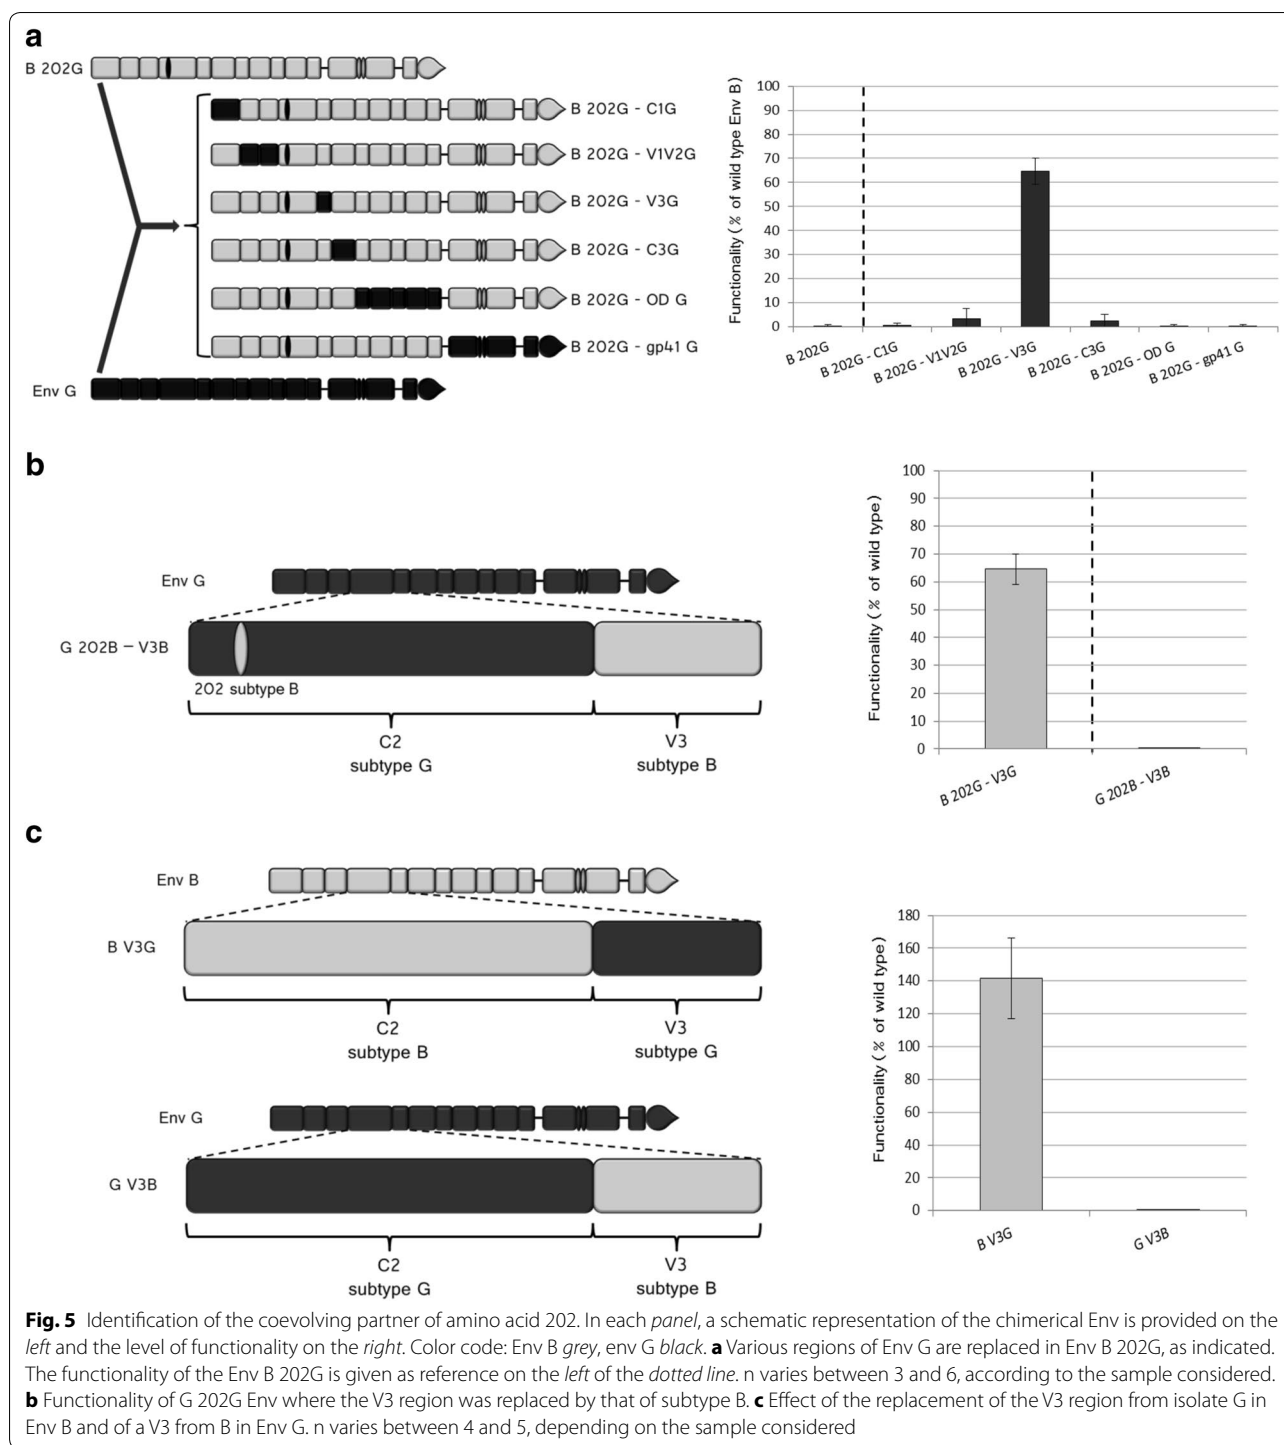 a
B 202G
B 202G - C1G
B 202G - V1V2G
B 202G - V3G
B 202G - C3G
B 202G - OD G
B 202G - gp41 G
Env G
Functionality (% of wild type Env B)
100
90
80
70
60
50
40
30
20
10
0
B 202G
B 202G - C1G
B 202G - V1V2G
B 202G - V3G
B 202G - C3G
B 202G - OD G
B 202G - gp41 G
b
Env G
G 202B – V3B
202 subtype B
C2
subtype G
V3
subtype B
Functionality (% of wild type)
100
90
80
70
60
50
40
30
20
10
0
B 202G - V3G
G 202B - V3B
c
Env B
B V3G
C2
subtype B
V3
subtype G
Env G
G V3B
C2
subtype G
V3
subtype B
Functionality (% of wild type)
180
160
140
120
100
80
60
40
20
0
B V3G
G V3B
Fig. 5 Identification of the coevolving partner of amino acid 202. In each panel, a schematic representation of the chimerical Env is provided on the
left and the level of functionality on the right. Color code: Env B grey, env G black. a Various regions of Env G are replaced in Env B 202G, as indicated.
The functionality of the Env B 202G is given as reference on the left of the dotted line. n varies between 3 and 6, according to the sample considered.
b Functionality of G 202G Env where the V3 region was replaced by that of subtype B. c Effect of the replacement of the V3 region from isolate G in
Env B and of a V3 from B in Env G. n varies between 4 and 5, depending on the sample considered